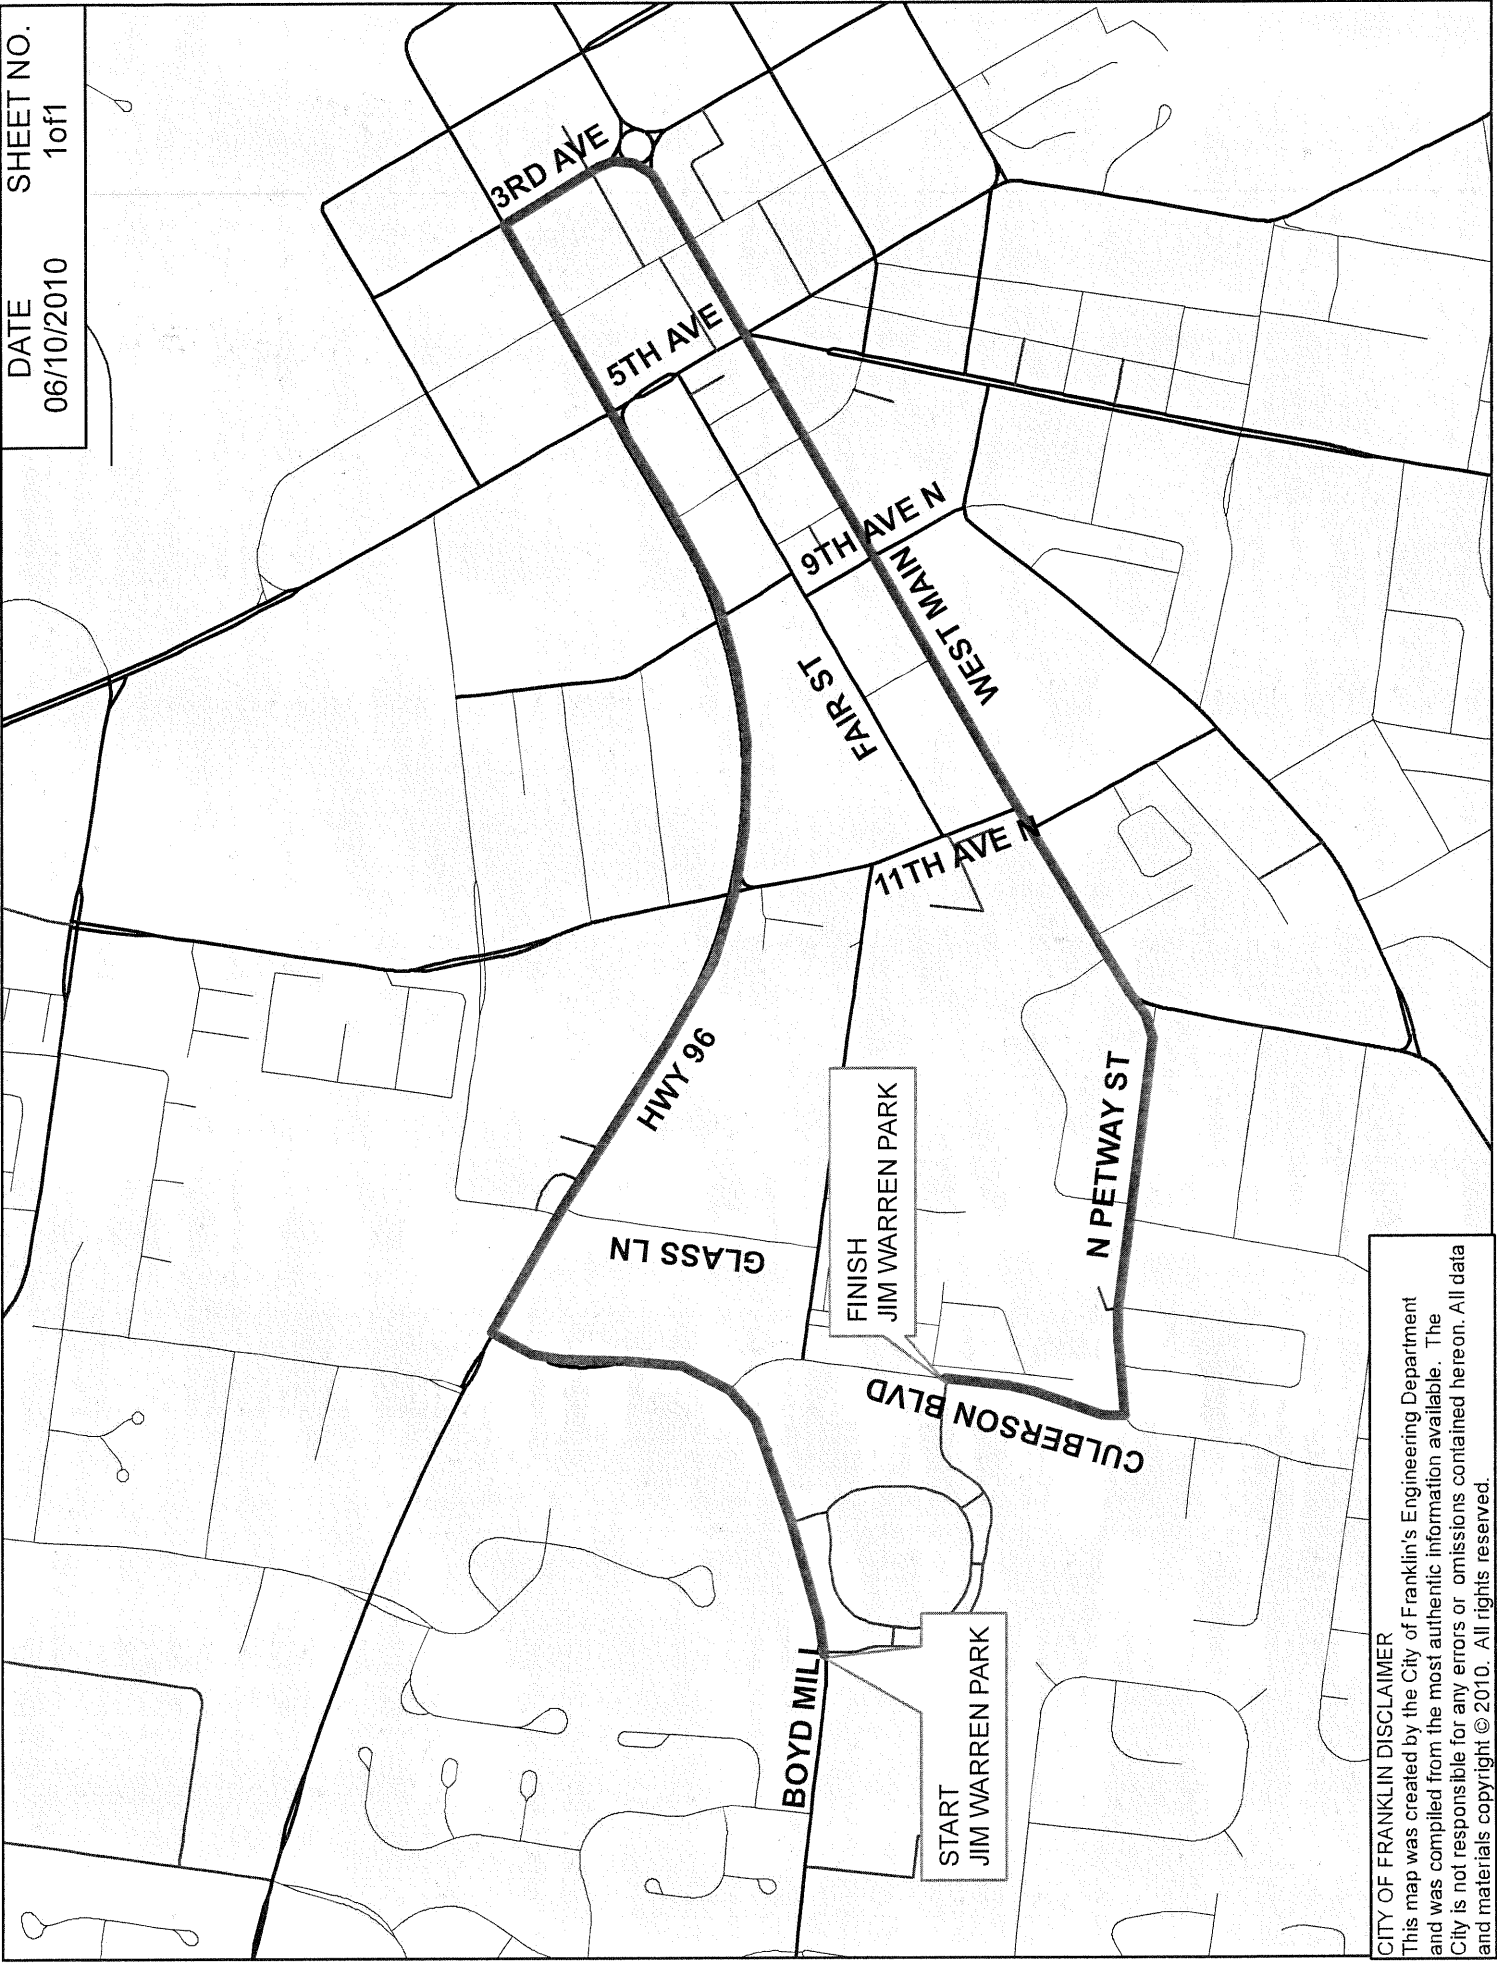 DATE
06/10/2010
SHEET NO.
1of1
3RD AVE
5TH AVE
9TH AVE N
WEST MAIN
FAIR ST
11TH AVE N
HWY 96
GLASS LN
N PETWAY ST
FINISH
JIM WARREN PARK
CULBERSON BLVD
BOYD MILL
START
JIM WARREN PARK
CITY OF FRANKLIN DISCLAIMER
This map was created by the City of Franklin's Engineering Department
and was compiled from the most authentic information available. The
City is not responsible for any errors or omissions contained hereon. All data
and materials copyright © 2010. All rights reserved.